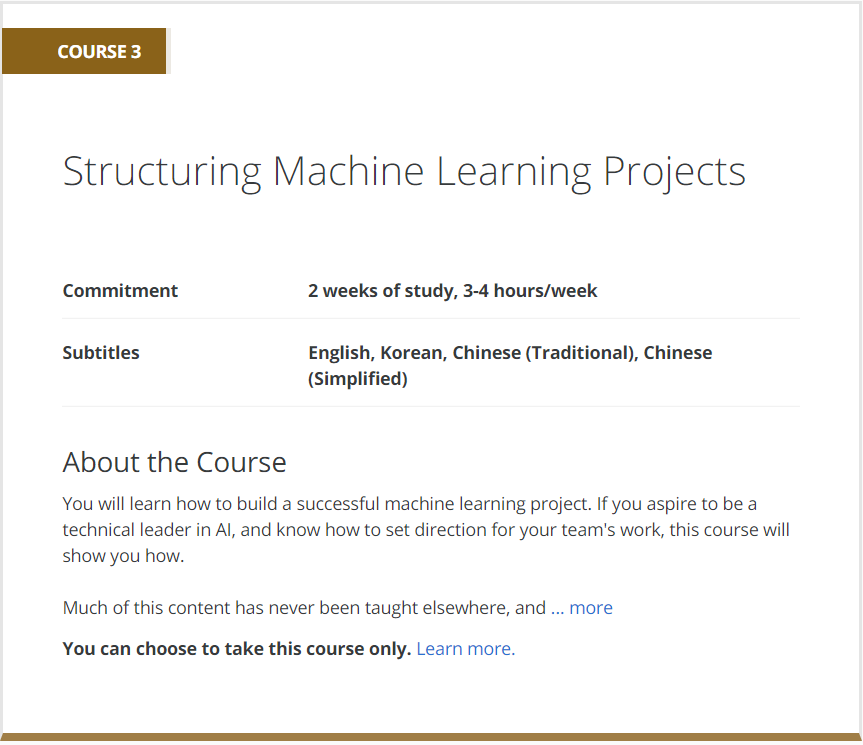 COURSE 3
Structuring Machine Learning Projects
Commitment
2 weeks of study, 3-4 hours/week
Subtitles
English, Korean, Chinese (Traditional), Chinese
(Simplified)
About the Course
You will learn how to build a successful machine learning project. If you aspire to be a
technical leader in AI, and know how to set direction for your team's work, this course will
show you how.
Much of this content has never been taught elsewhere, and ... more
You can choose to take this course only. Learn more.